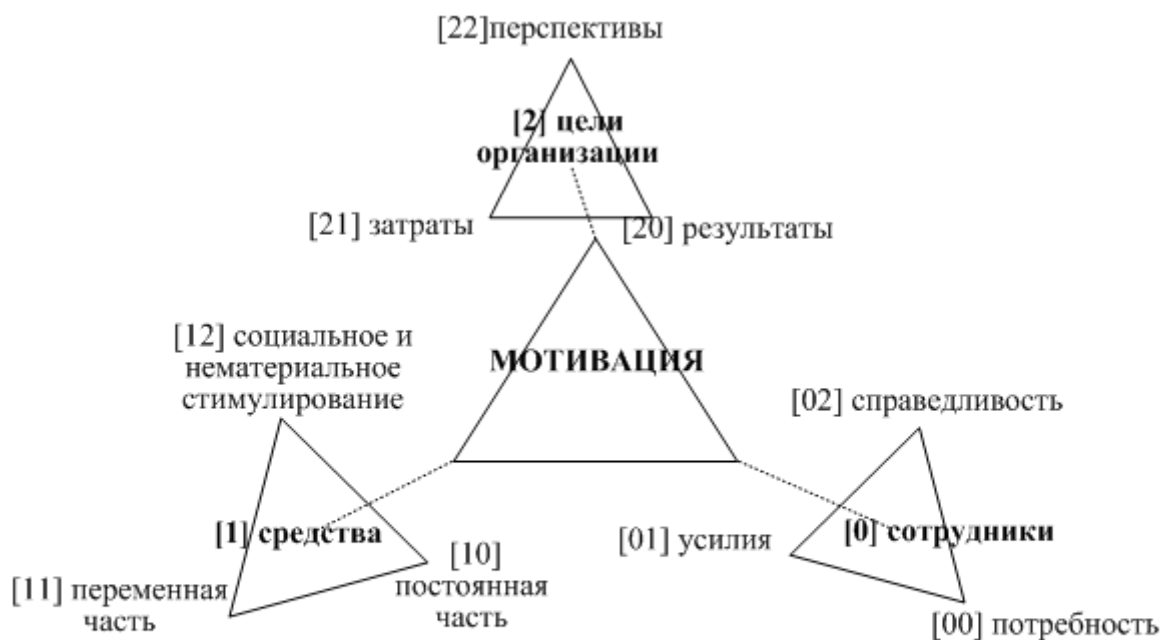 [22]перспективы
[2] цели
организации
[21] затраты
[20] результаты
[12] социальное и
нематериальное
стимулирование
МОТИВАЦИЯ
[02] справедливость
[1] средства
[01] усилия
[0] сотрудники
[11] переменная
часть
[10]
постоянная
часть
[00] потребность